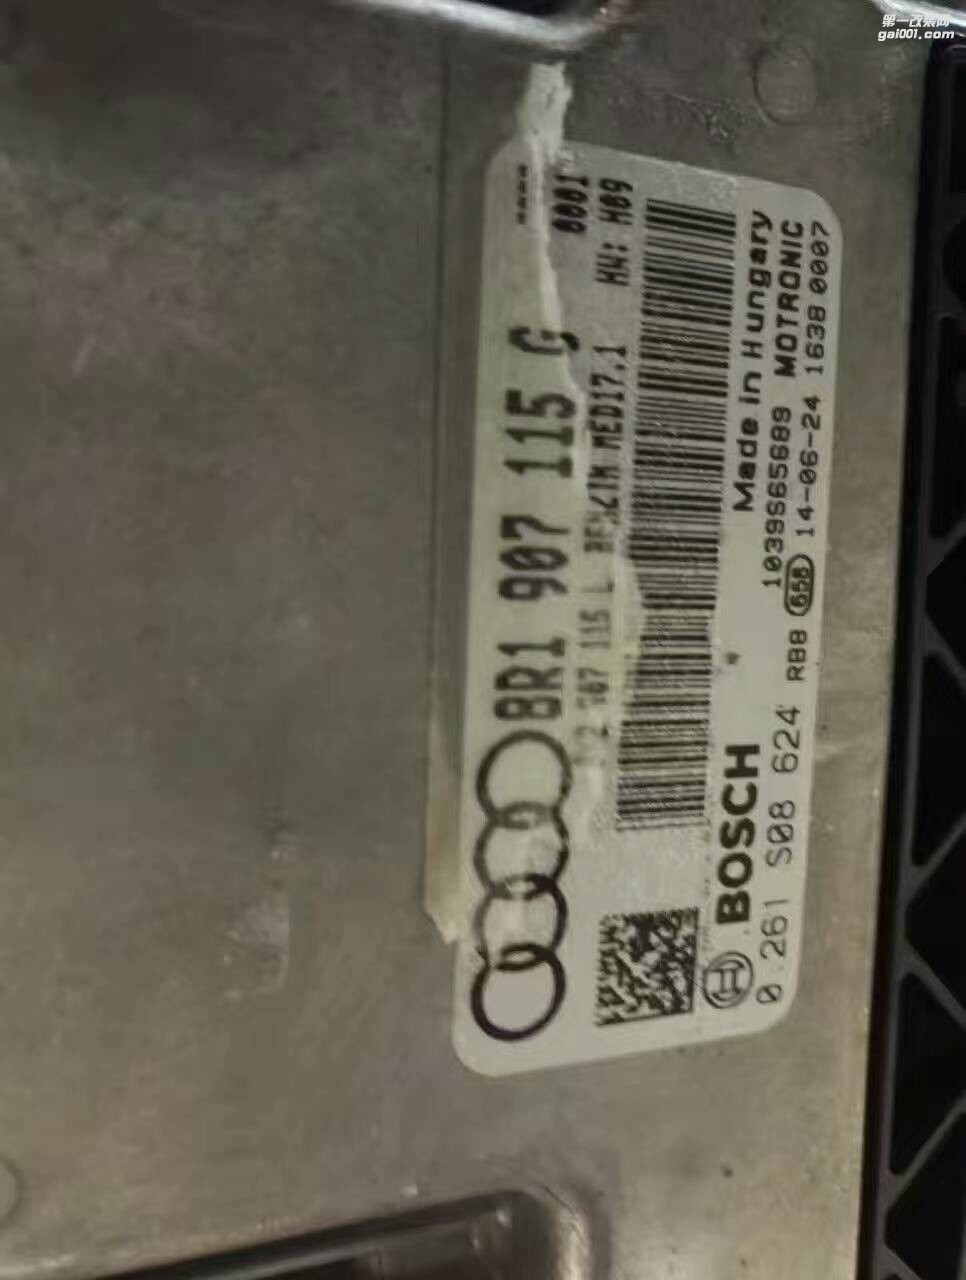 第一改装网
gai001.com
----
0001
8R1 907 115 G
907 115 L BENZIN MED17.1 HW: H09
Made in Hungary
BOSCH 1039S65689 MOTRONIC
0 261 S08 624 RB8 658 14-06-24 1638 0007